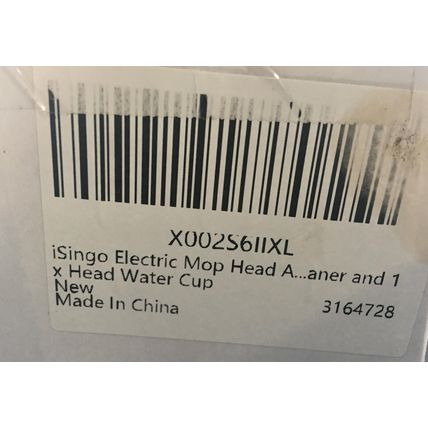 X002S6IIXL
iSingo Electric Mop Head A...aner and 1
x Head Water Cup
New
Made In China 3164728